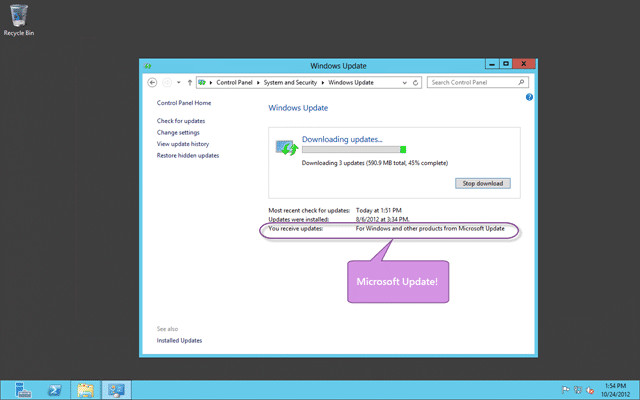 Recycle Bin
Windows Update
Control Panel
System and Security
Windows Update
Search Control Panel
Control Panel Home
Check for updates
Change settings
View update history
Restore hidden updates
Windows Update
Downloading updates...
Downloading 3 updates (590.9 MB total, 45% complete)
Stop download
Most recent check for updates: Today at 1:51 PM
Updates were installed: 8/6/2012 at 3:34 PM.
You receive updates: For Windows and other products from Microsoft Update
Microsoft Update!
See also
Installed Updates
1:54 PM
10/24/2012